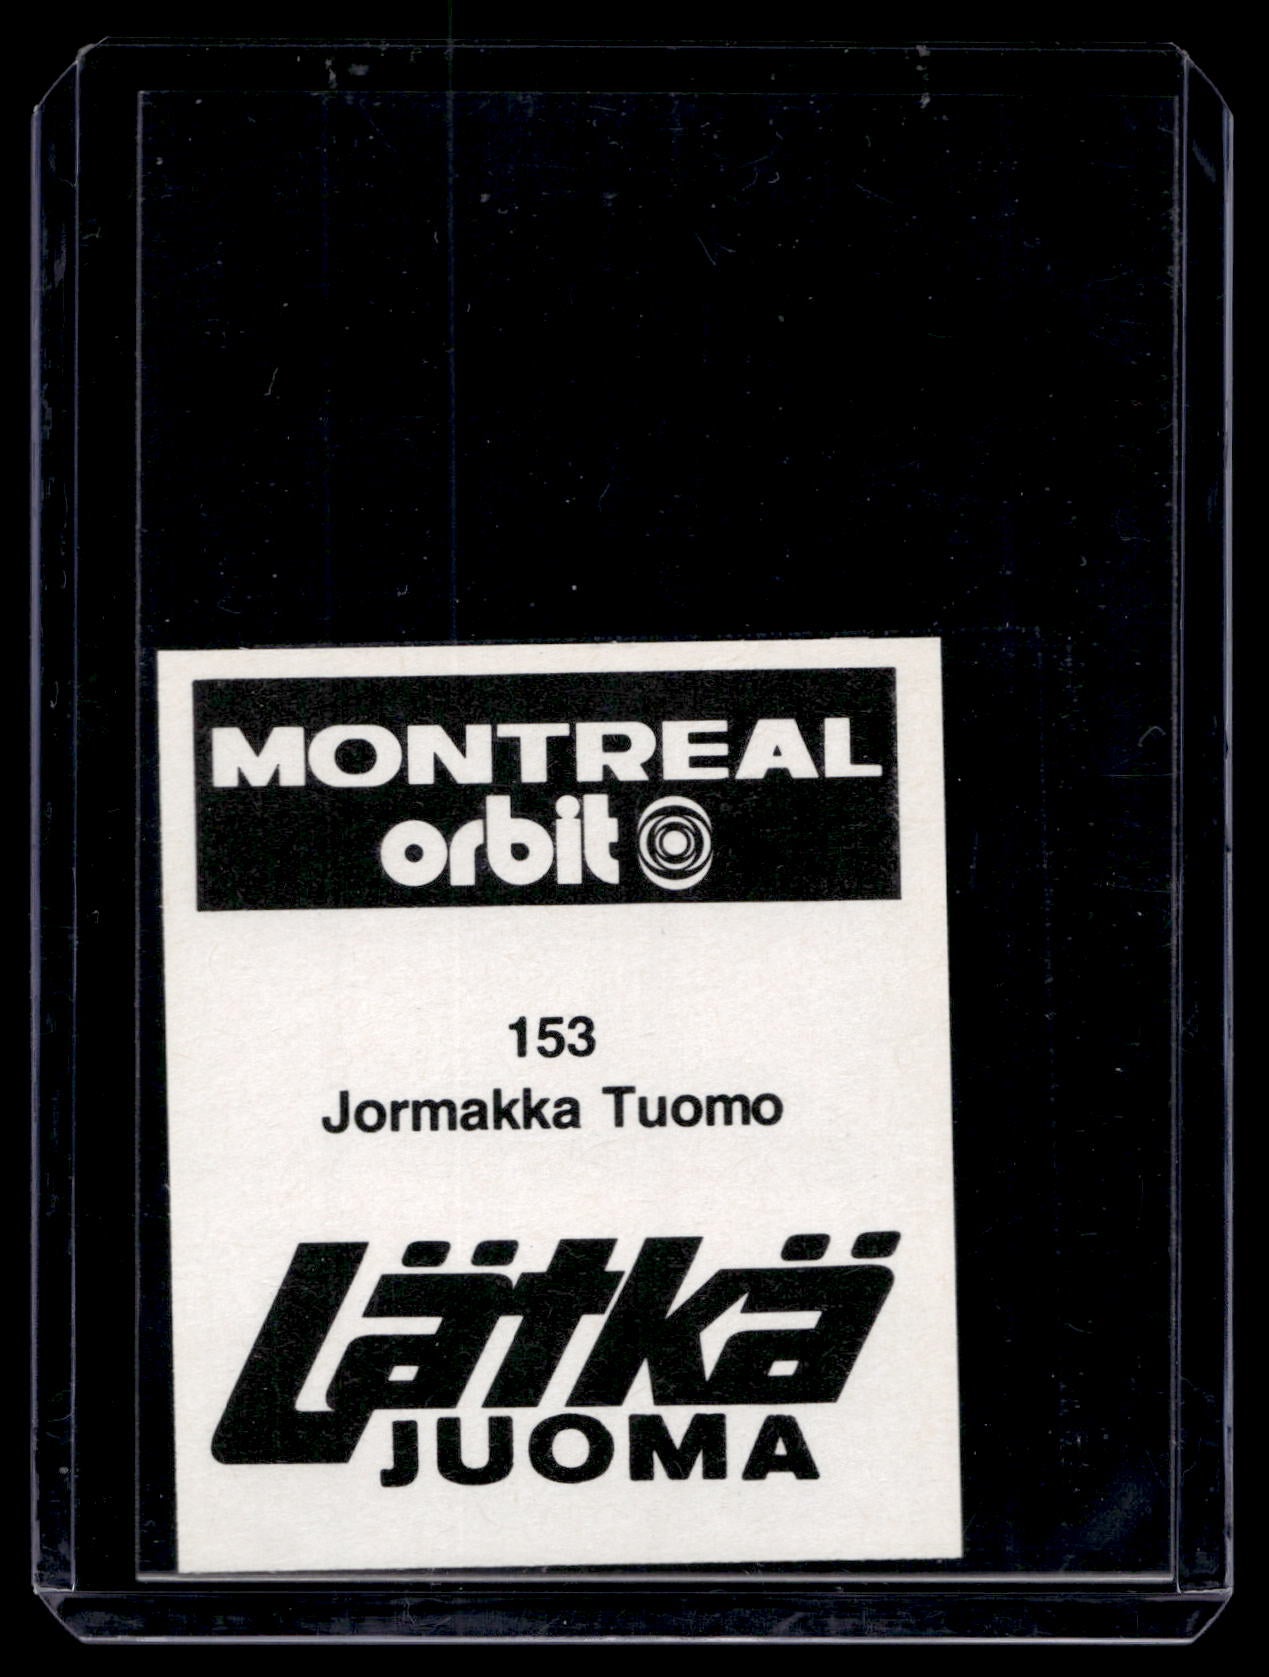 MONTREAL
orbit
153
Jormakka Tuomo
Lätkä
JUOMA